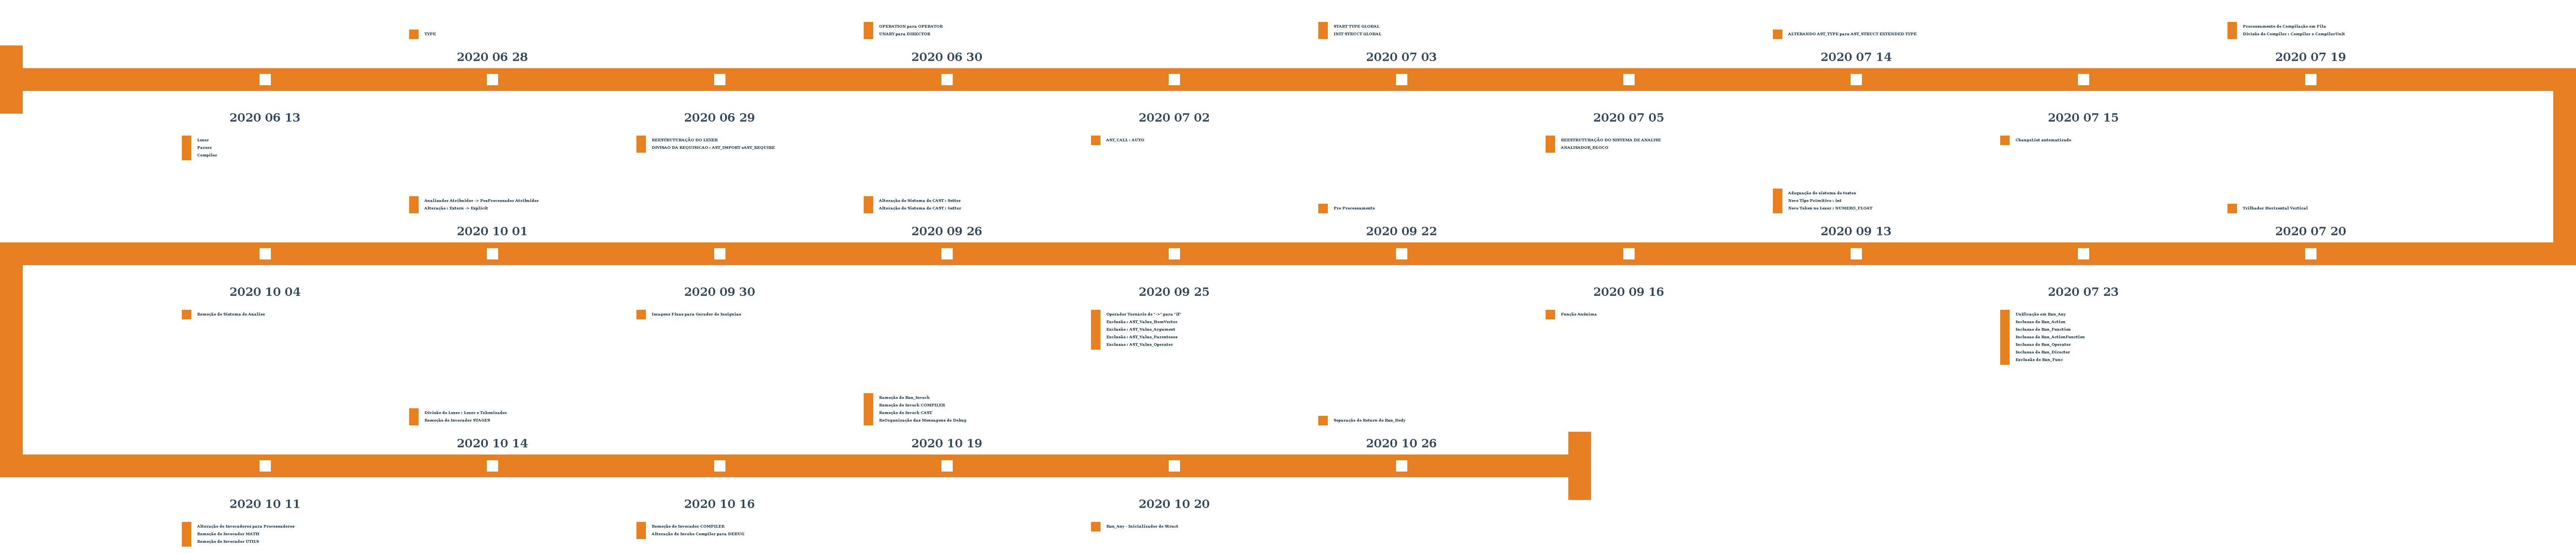 TYPE
2020 06 28
OPERATION para OPERATOR
UNARY para DIRECTOR
2020 06 30
START TYPE GLOBAL
INIT STRUCT GLOBAL
2020 07 03
ALTERANDO AST_TYPE para AST_STRUCT EXTENDED TYPE
2020 07 14
Processamento de Compilação em Fila
Divisão de Compiler : Compiler e CompilerUnit
2020 07 19
2020 06 13
Lexer
Parser
Compiler
2020 06 29
REESTRUTURAÇÃO DO LEXER
DIVISAO DA REQUISICAO : AST_IMPORT eAST_REQUIRE
2020 07 02
AST_CALL : AUTO
2020 07 05
REESTRUTURAÇÃO DO SISTEMA DE ANALISE
ANALISADOR_BLOCO
2020 07 15
ChangeList automatizado
Analisador Atribuidor -> PosProcessador Atribuidor
Alteração : Extern -> Explicit
2020 10 01
Alteração do Sistema de CAST : Setter
Alteração do Sistema de CAST : Getter
2020 09 26
Pre Processamento
2020 09 22
Adequação do sistema de testes
Novo Tipo Primitivo : int
Novo Token no Lexer : NUMERO_FLOAT
2020 09 13
Trilhador Horizontal Vertical
2020 07 20
2020 10 04
Remoção do Sistema de Analise
2020 09 30
Imagens Fixas para Gerador de Insignias
2020 09 25
Operador Ternário de " ->" para "if"
Exclusão : AST_Value_ItemVector
Exclusão : AST_Value_Argument
Exclusão : AST_Value_Parenteses
Exclusao : AST_Value_Operator
2020 09 16
Função Anônima
2020 07 23
Unificação em Run_Any
Inclusao de Run_Action
Inclusao de Run_Function
Inclusao de Run_ActionFunction
Inclusao de Run_Operator
Inclusao de Run_Director
Exclusão de Run_Func
Divisão do Lexer : Lexer e Tokenizador
Remoção do Invocador STAGES
2020 10 14
Remoção do Run_Invock
Remoção do Invock COMPILER
Remoção do Invock CAST
ReOrganização das Messagens de Debug
2020 10 19
Separação de Return do Run_Body
2020 10 26
2020 10 11
Alteração de Invocadores para Processadores
Remoção do Invocador MATH
Remoção do Invocador UTILS
2020 10 16
Remoção do Invocador COMPILER
Alteração do Invoke Compiler para DEBUG
2020 10 20
Run_Any - Inicializador de Struct